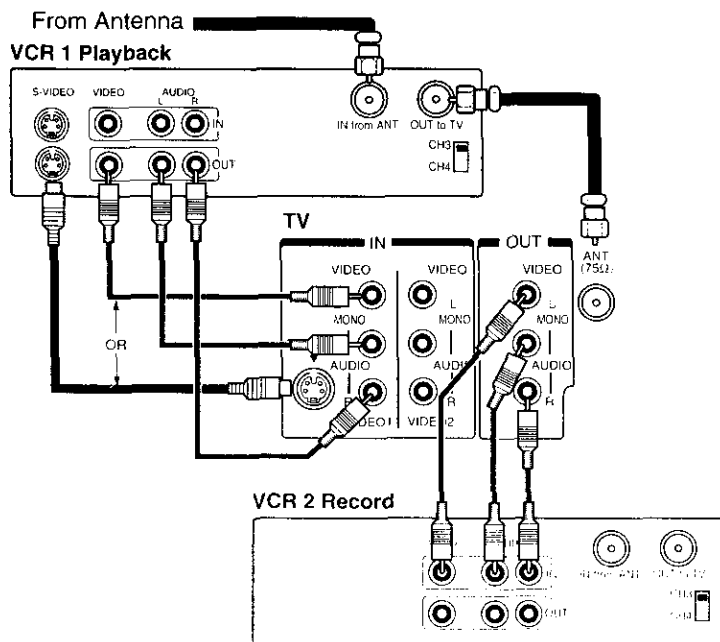 From Antenna
VCR 1 Playback
S-VIDEO
VIDEO
AUDIO
L
R
IN
OUT
IN from ANT
OUT to TV
CH3
CH4
TV
IN
VIDEO
MONO
AUDIO
R
VIDEO
L
MONO
AUDIO
R
VIDEO2
OR
OUT
VIDEO
L
MONO
AUDIO
R
ANT
(75Ω)
VCR 2 Record
OUT